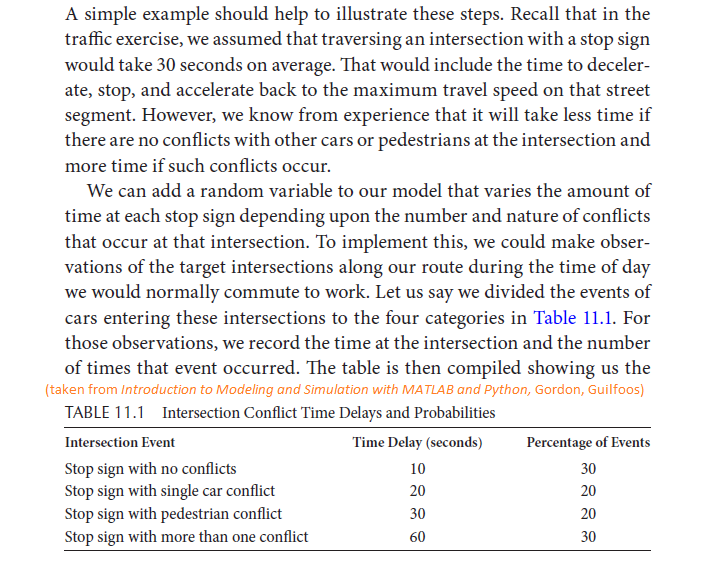 A simple example should help to illustrate these steps. Recall that in the
traffic exercise, we assumed that traversing an intersection with a stop sign
would take 30 seconds on average. That would include the time to deceler-
ate, stop, and accelerate back to the maximum travel speed on that street
segment. However, we know from experience that it will take less time if
there are no conflicts with other cars or pedestrians at the intersection and
more time if such conflicts occur.
We can add a random variable to our model that varies the amount of
time at each stop sign depending upon the number and nature of conflicts
that occur at that intersection. To implement this, we could make obser-
vations of the target intersections along our route during the time of day
we would normally commute to work. Let us say we divided the events of
cars entering these intersections to the four categories in Table 11.1. For
those observations, we record the time at the intersection and the number
of times that event occurred. The table is then compiled showing us the
(taken from Introduction to Modeling and Simulation with MATLAB and Python, Gordon, Guilfoos)
TABLE 11.1 Intersection Conflict Time Delays and Probabilities
Intersection Event Time Delay (seconds) Percentage of Events
Stop sign with no conflicts 10 30
Stop sign with single car conflict 20 20
Stop sign with pedestrian conflict 30 20
Stop sign with more than one conflict 60 30